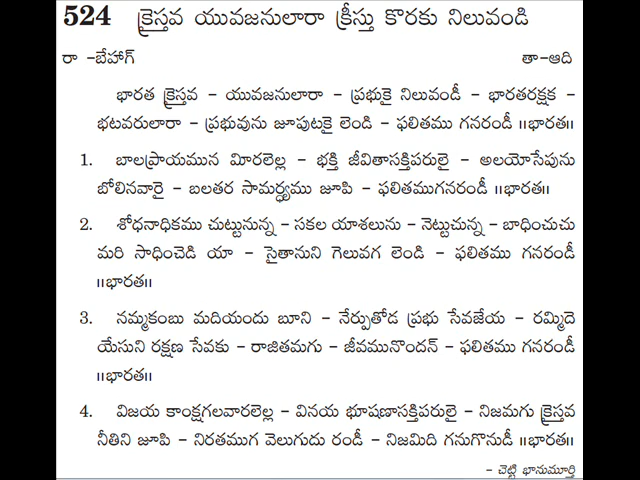 524 క్రైస్తవ యువజనులారా క్రీస్తు కొరకు నిలువండి
రా -బేహాగ్ తా-ఆది
భారత క్రైస్తవ - యువజనులారా - ప్రభుకై నిలువండీ - భారతరక్షక -
భటవరులారా - ప్రభువును జూపుటకై లెండి - ఫలితము గనరండీ ॥భారత॥
1. బాలప్రాయమున మీరలెల్ల - భక్తి జీవితాసక్తిపరులై - అలయోసేపును
బోలినవారై - బలతర సామర్ధ్యము జూపి - ఫలితముగనరండీ ॥భారత॥
2. శోధనాధికము చుట్టునున్న - సకల యాశలును - నెట్టుచున్న - బాధించుచు
మరి సాధించెడి యా - సైతానుని గెలువగ లెండి - ఫలితము గనరండీ
॥భారత॥
3. నమ్మకంబు మదియందు బూని - నేర్పుతోడ ప్రభు సేవజేయ - రమ్మిదె
యేసుని రక్షణ సేవకు - రాజితమగు - జీవమునొందన్ - ఫలితము గనరండీ
॥భారత॥
4. విజయ కాంక్షగలవారలెల్ల - వినయ భూషణాసక్తిపరులై - నిజమగు క్రైస్తవ
నీతిని జూపి - నిరతముగ వెలుగుదు రండీ - నిజమిది గనుగొనుడీ ॥భారత॥
- చెట్టి భానుమూర్తి